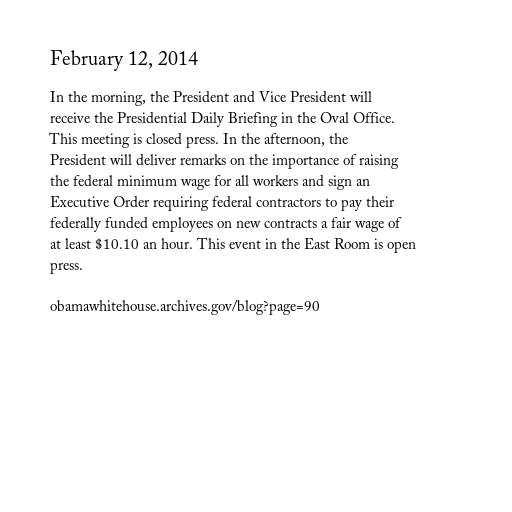 February 12, 2014
In the morning, the President and Vice President will
receive the Presidential Daily Briefing in the Oval Office.
This meeting is closed press. In the afternoon, the
President will deliver remarks on the importance of raising
the federal minimum wage for all workers and sign an
Executive Order requiring federal contractors to pay their
federally funded employees on new contracts a fair wage of
at least $10.10 an hour. This event in the East Room is open
press.
obamawhitehouse.archives.gov/blog?page=90